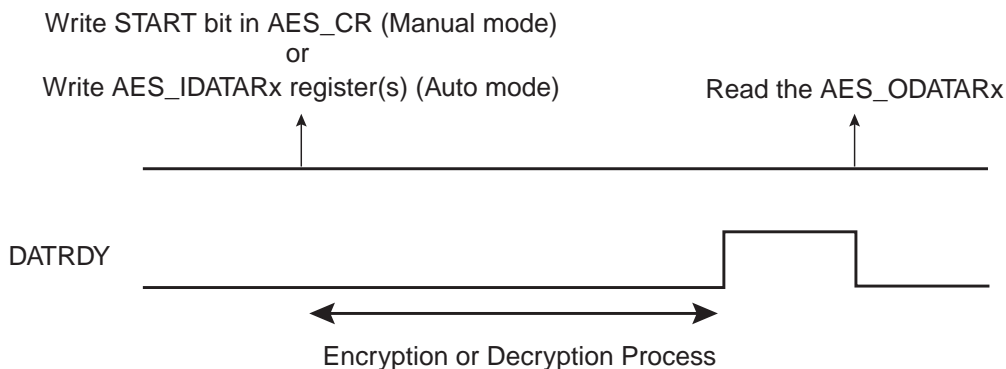 Write START bit in AES_CR (Manual mode)
or
Write AES_IDATARx register(s) (Auto mode)
Read the AES_ODATARx
DATRDY
Encryption or Decryption Process